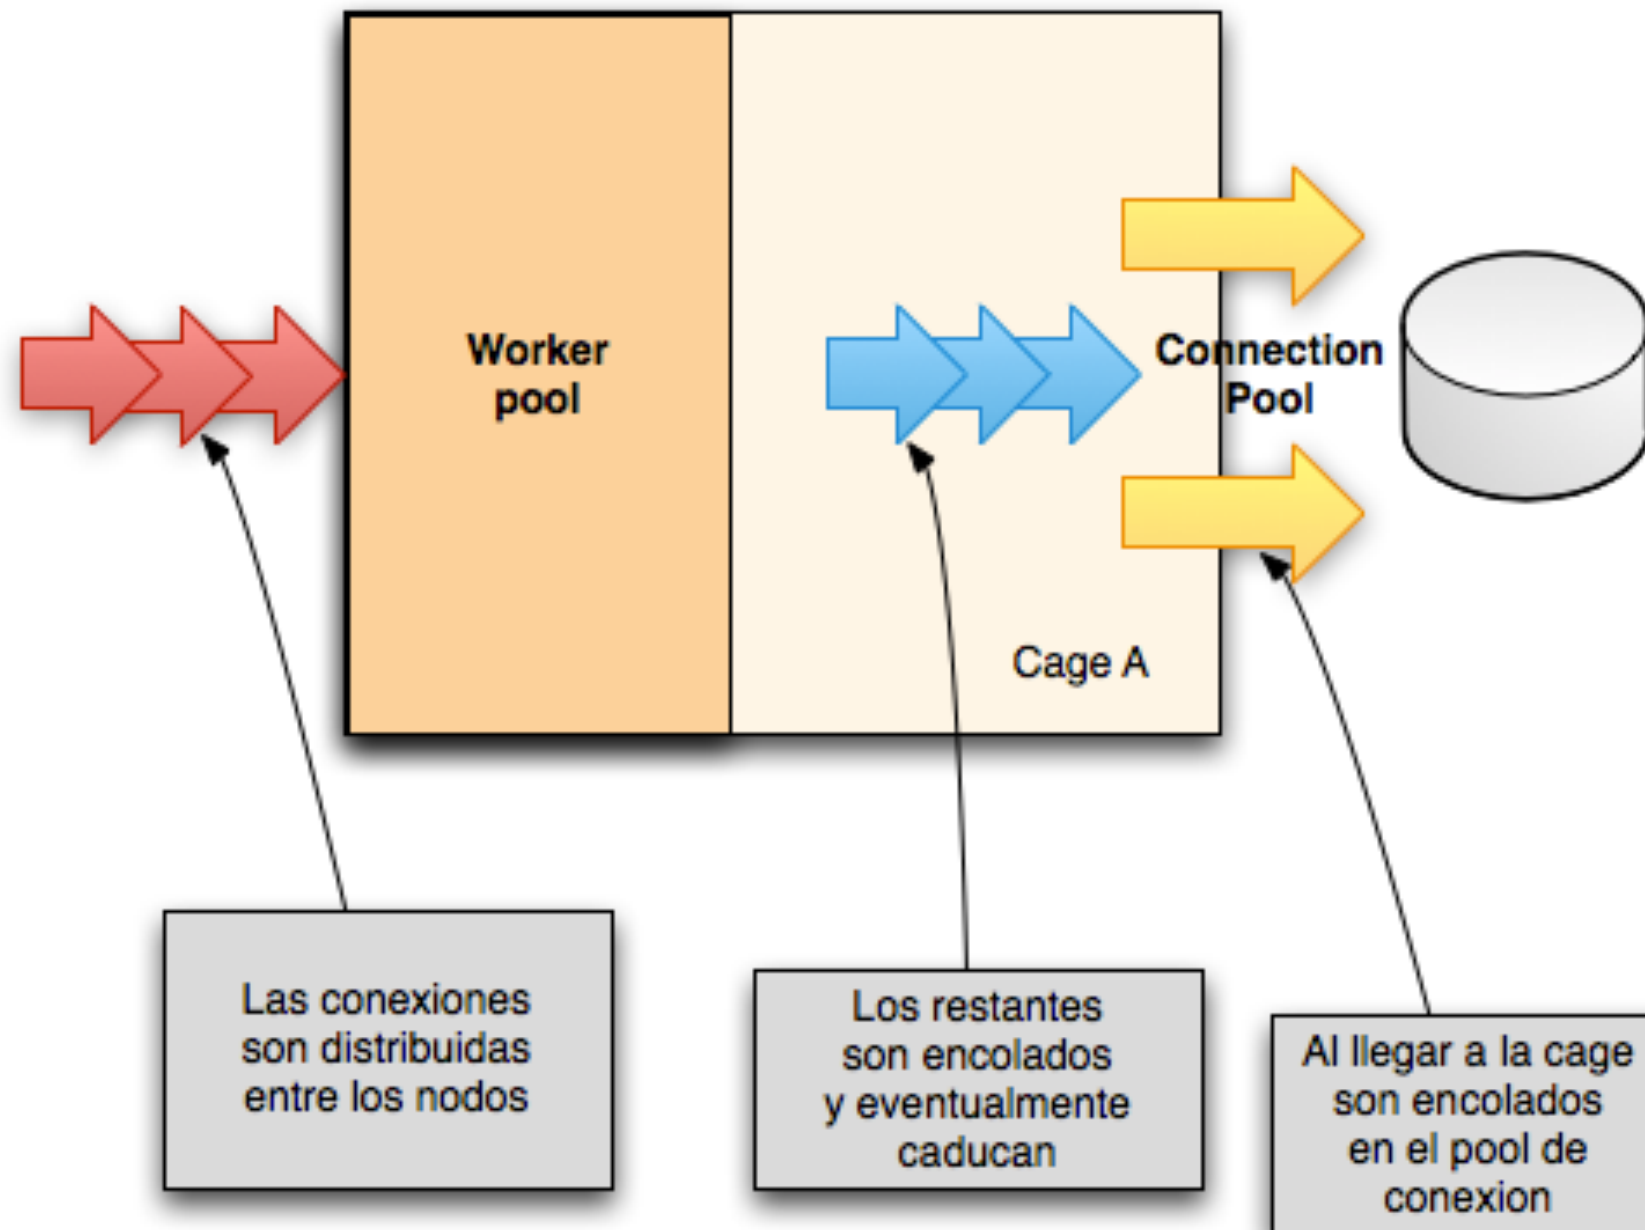 Worker
pool
Connection
Pool
Cage A
Las conexiones
son distribuidas
entre los nodos
Los restantes
son encolados
y eventualmente
caducan
Al llegar a la cage
son encolados
en el pool de
conexion